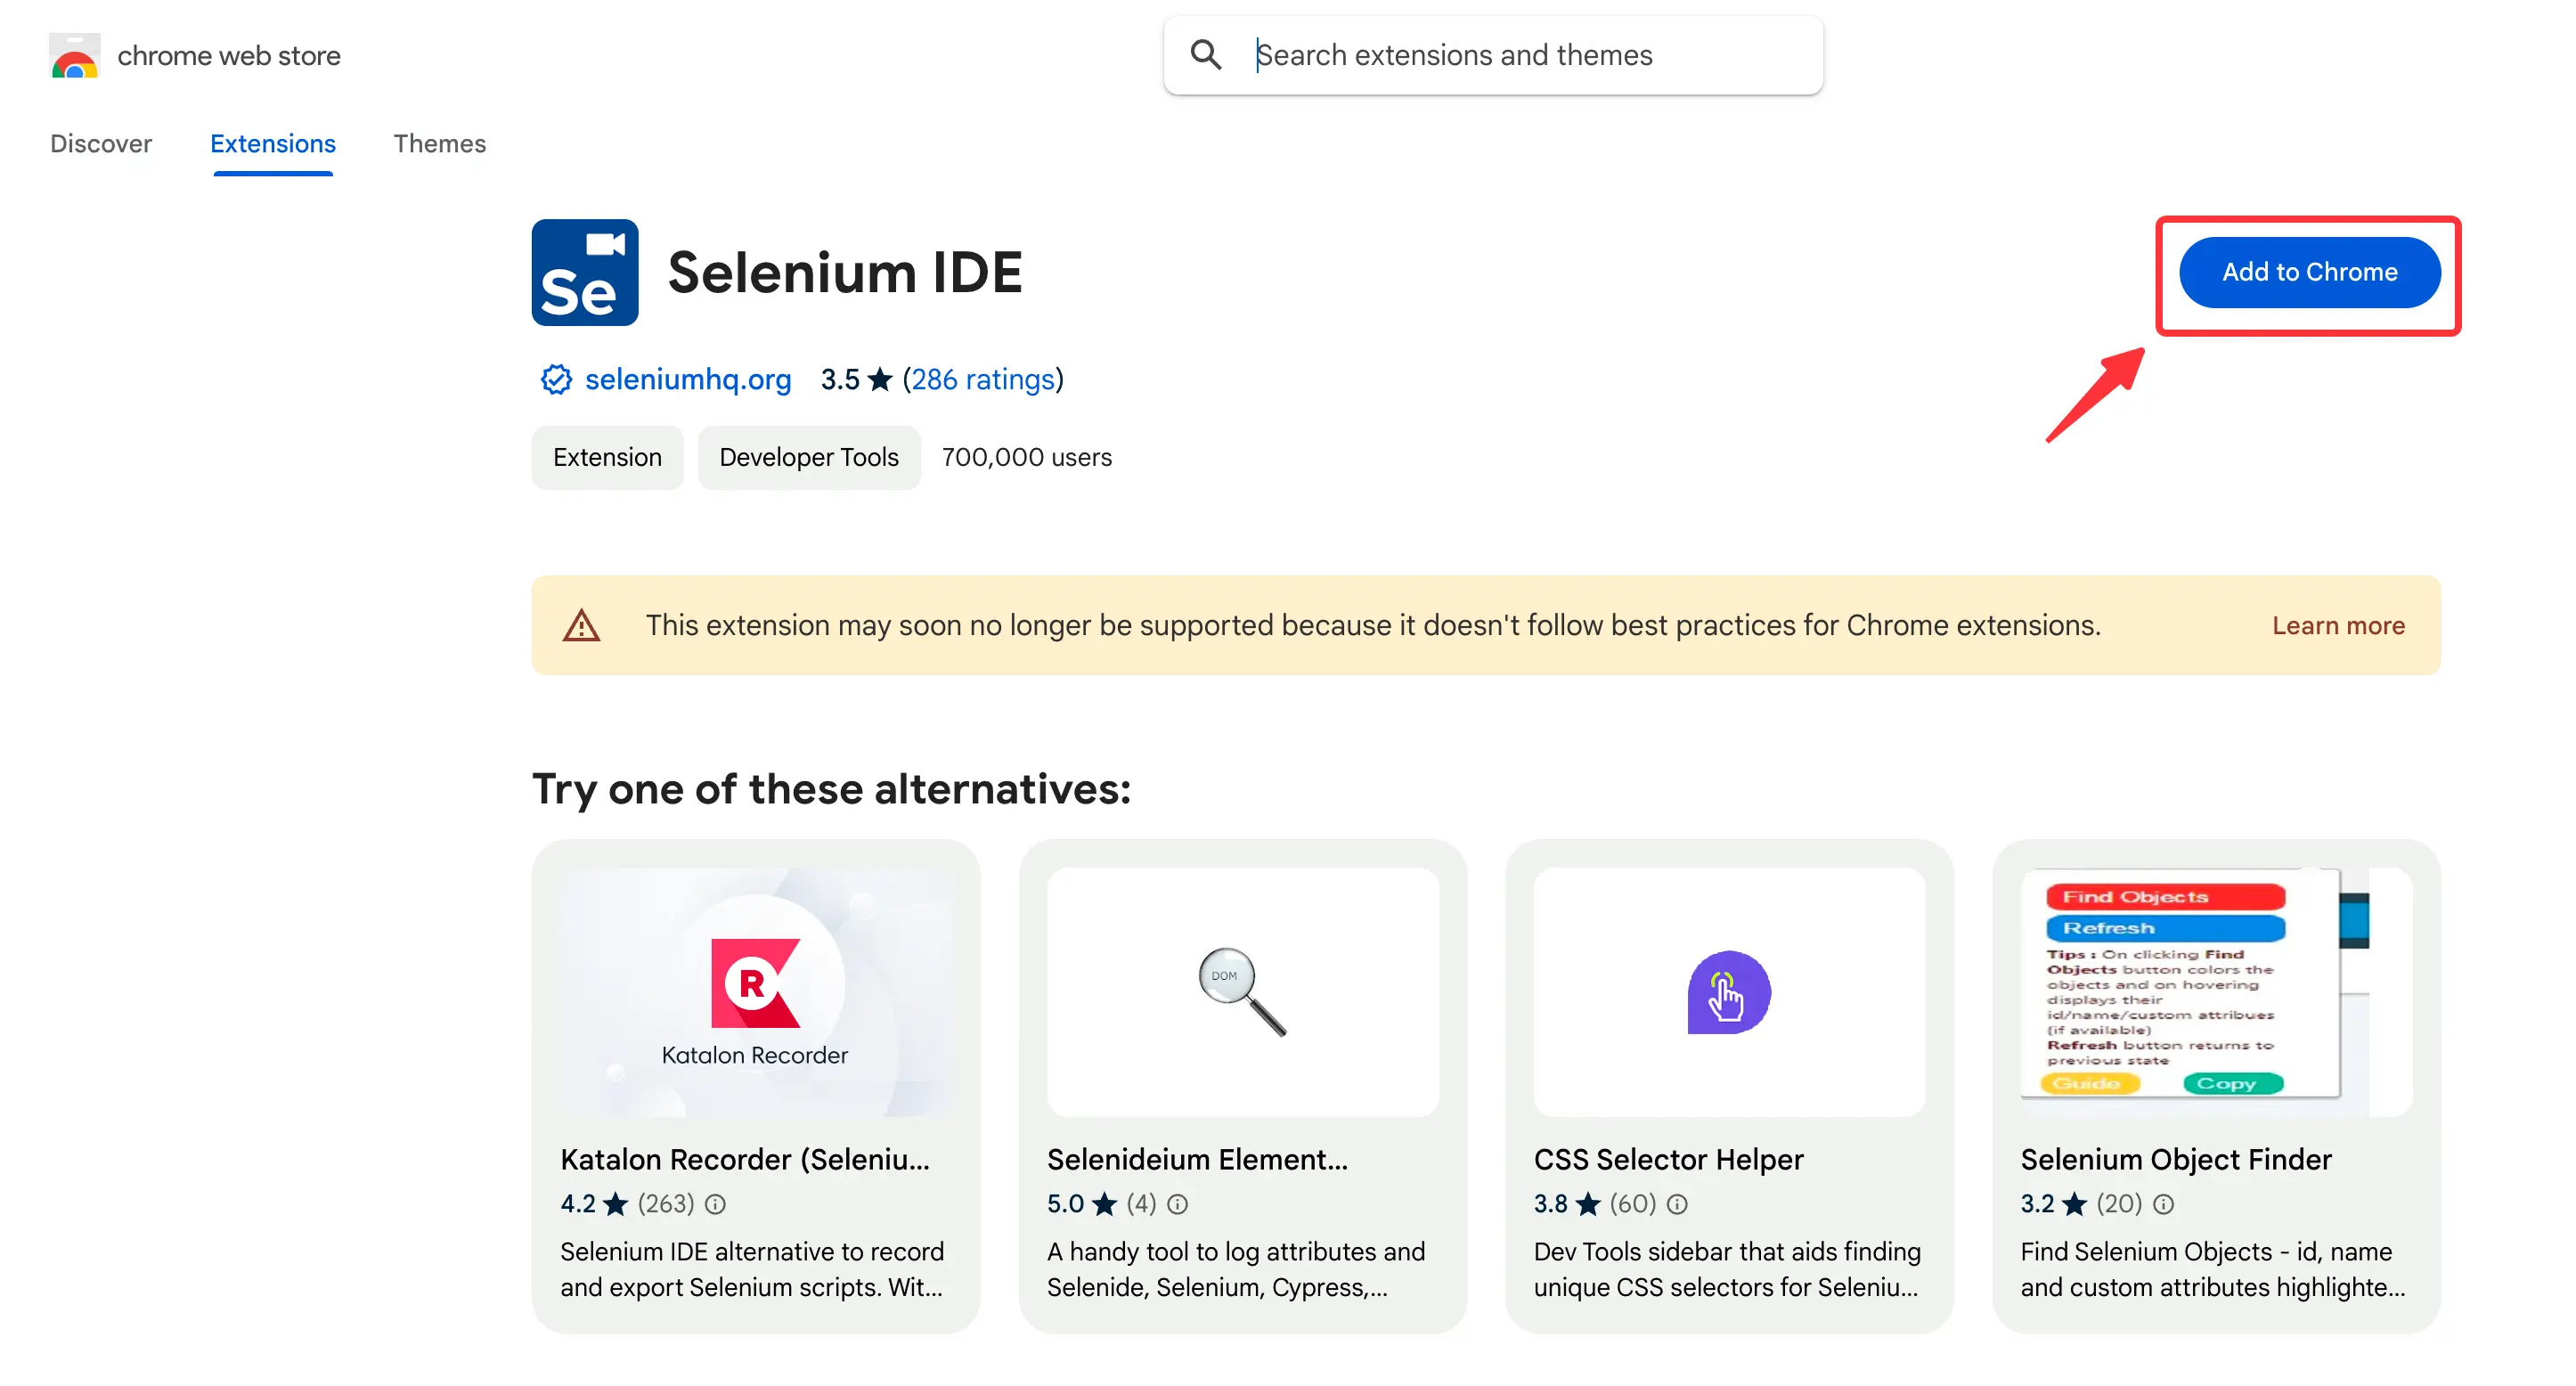 chrome web store
Search extensions and themes
Discover
Extensions
Themes
Se
Selenium IDE
Add to Chrome
seleniumhq.org 3.5 ★ (286 ratings)
Extension
Developer Tools
700,000 users
This extension may soon no longer be supported because it doesn't follow best practices for Chrome extensions.
Learn more
Try one of these alternatives:
R
Katalon Recorder
Katalon Recorder (Seleniu...
4.2 ★ (263)
Selenium IDE alternative to record
and export Selenium scripts. Wit...
DOM
Selenideium Element...
5.0 ★ (4)
A handy tool to log attributes and
Selenide, Selenium, Cypress,...
CSS Selector Helper
3.8 ★ (60)
Dev Tools sidebar that aids finding
unique CSS selectors for Seleniu...
Find Objects
Refresh
Tips : On clicking Find
Objects button colors the
objects and on hovering
displays their
id/name/custom attribues
(if available)
Refresh button returns to
previous state
Guide
Copy
Selenium Object Finder
3.2 ★ (20)
Find Selenium Objects - id, name
and custom attributes highlighte...